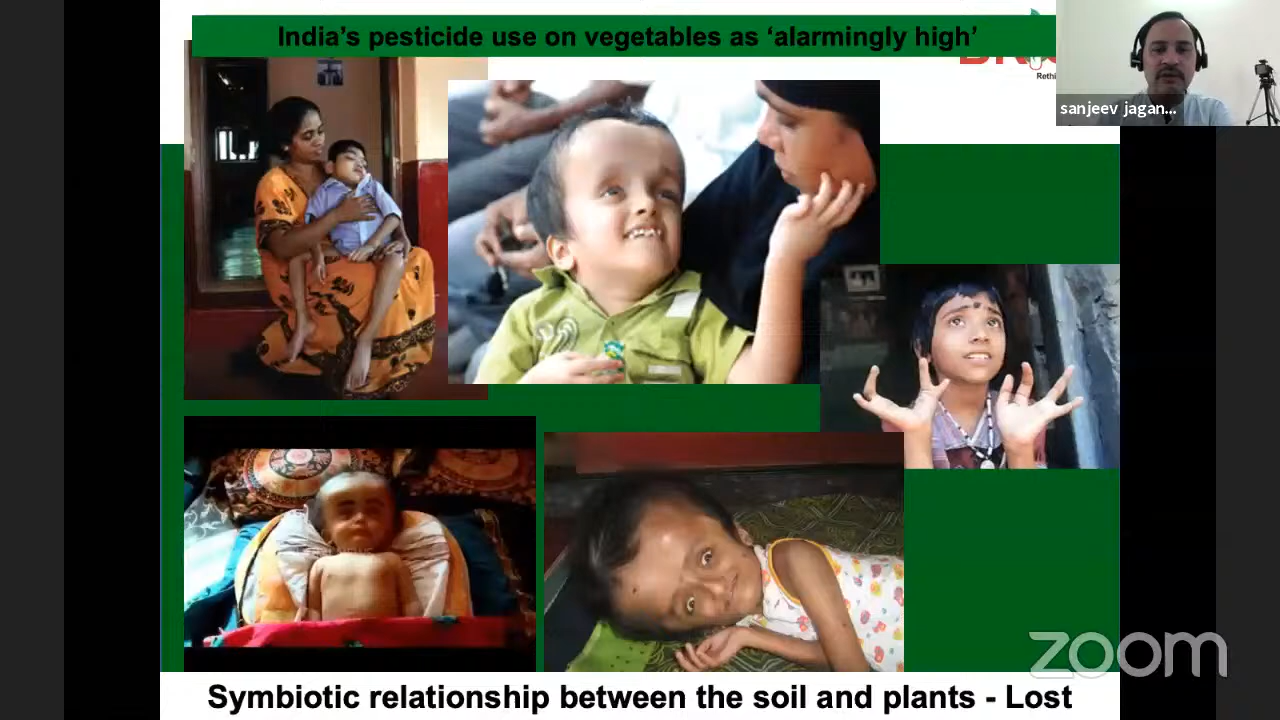 India's pesticide use on vegetables as ‘alarmingly high’
Rethi
sanjeev jagan...
zoom
Symbiotic relationship between the soil and plants - Lost